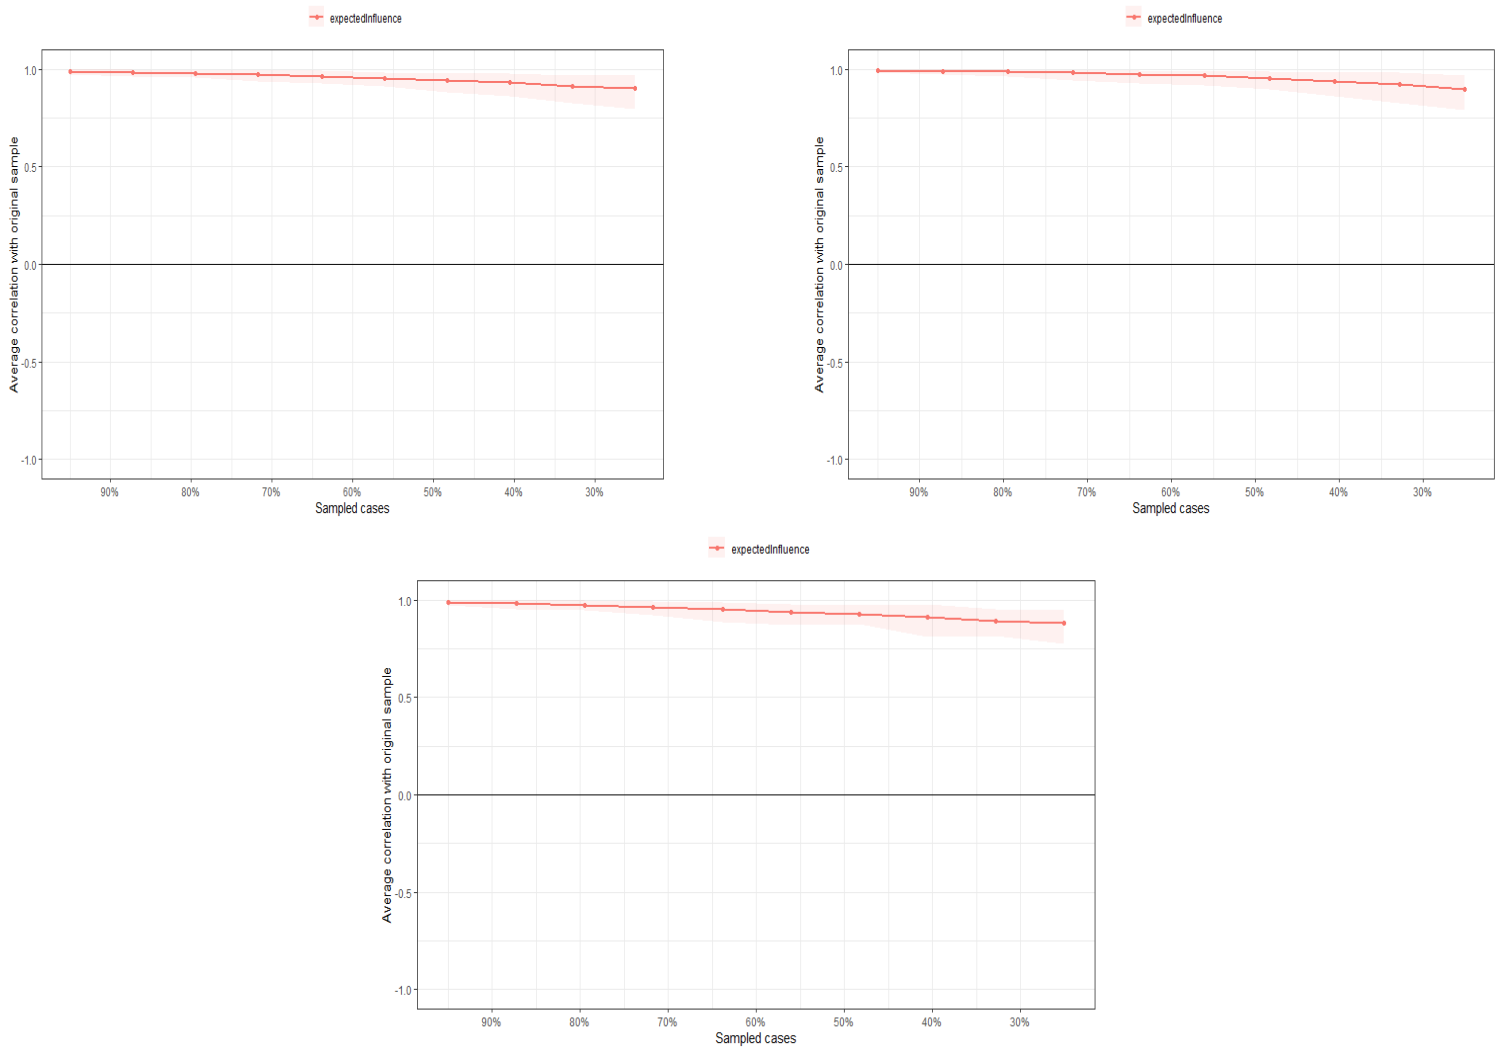 expectedInfluence
1.0
0.5
0.0
-0.5
-1.0
Average correlation with original sample
90% 80% 70% 60% 50% 40% 30%
Sampled cases
expectedInfluence
1.0
0.5
0.0
-0.5
-1.0
Average correlation with original sample
90% 80% 70% 60% 50% 40% 30%
Sampled cases
expectedInfluence
1.0
0.5
0.0
-0.5
-1.0
Average correlation with original sample
90% 80% 70% 60% 50% 40% 30%
Sampled cases